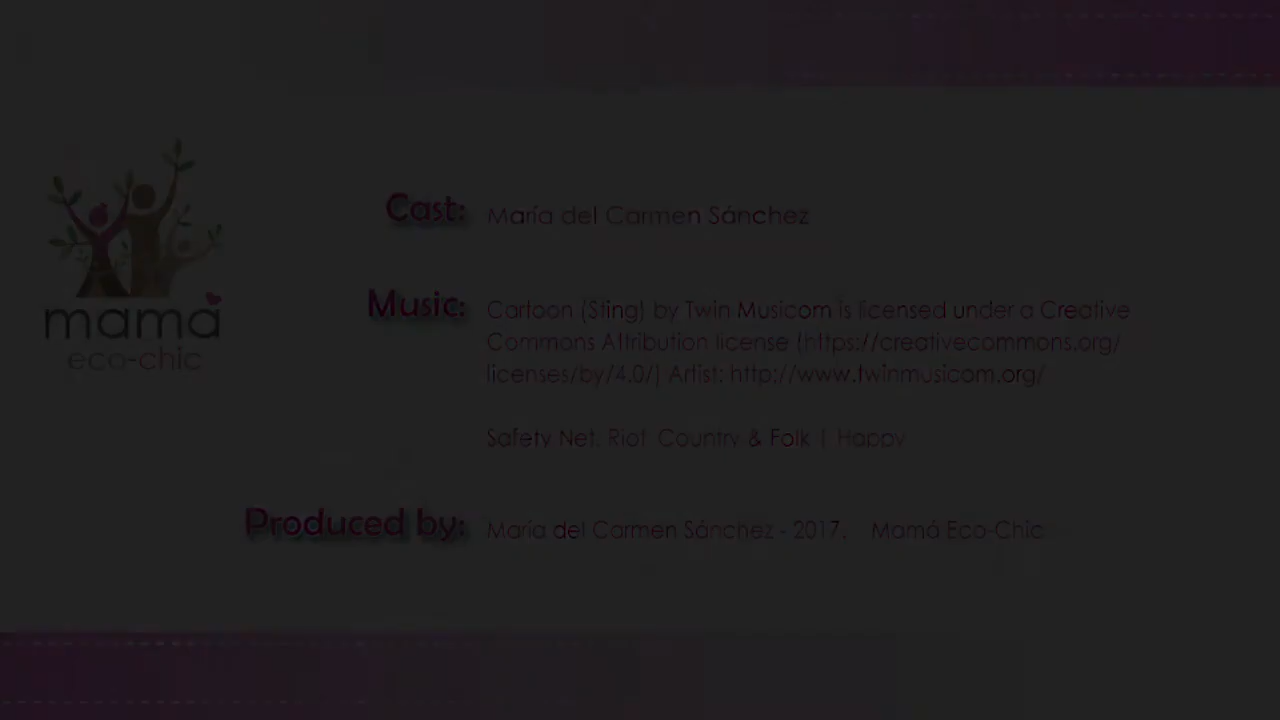 mamá
eco-chic
Cast: María del Carmen Sánchez
Music: Cartoon (Sting) by Twin Musicom is licensed under a Creative
Commons Attribution license (https://creativecommons.org/
licenses/by/4.0/) Artist: http://www.twinmusicom.org/
Safety Net, Riot, Country & Folk | Happy
Produced by: María del Carmen Sánchez - 2017, Mamá Eco-Chic